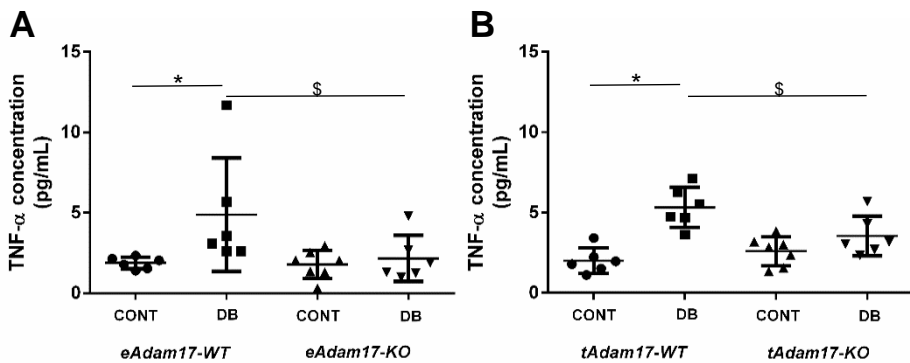 A
TNF-α concentration
(pg/mL)
15
10
5
0
*
$
CONT
DB
CONT
DB
eAdam17-WT
eAdam17-KO
B
TNF-α concentration
(pg/mL)
15
10
5
0
*
$
CONT
DB
CONT
DB
tAdam17-WT
tAdam17-KO